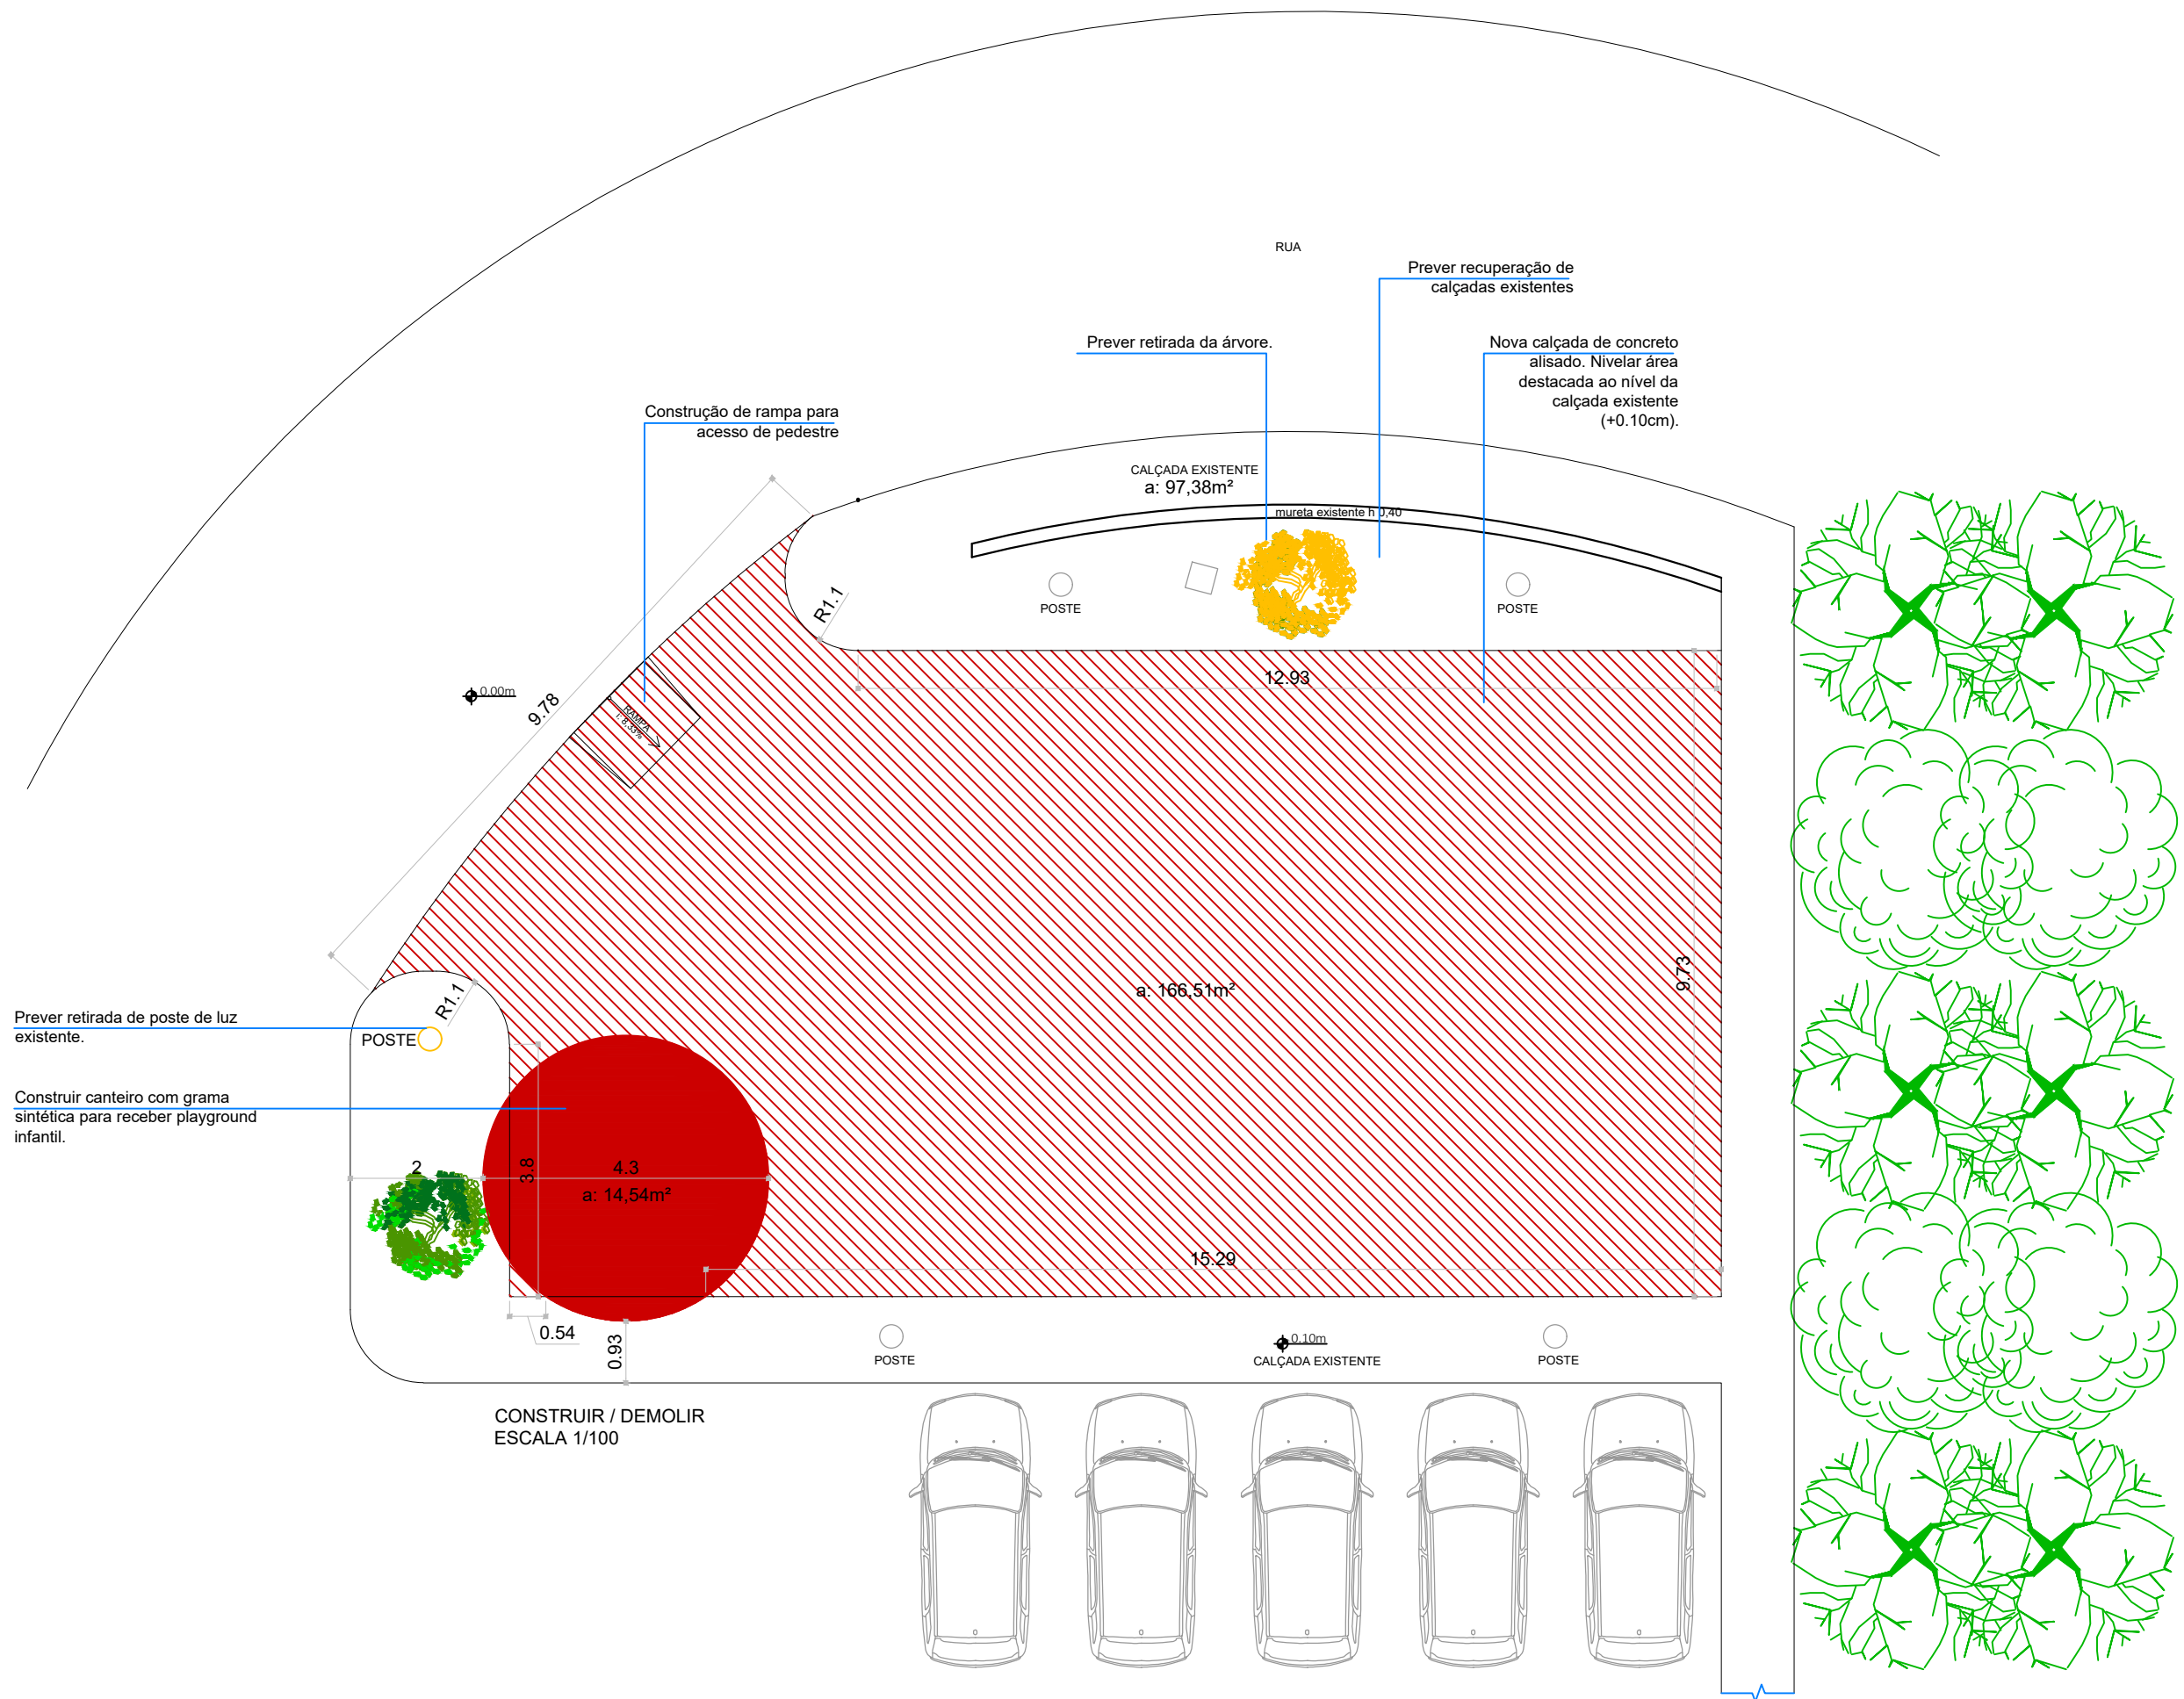 RUA
Prever recuperação de
calçadas existentes
Prever retirada da árvore.
Nova calçada de concreto
alisado. Nivelar área
destacada ao nível da
calçada existente
(+0.10cm).
Construção de rampa para
acesso de pedestre
CALÇADA EXISTENTE
a: 97,38m²
mureta existente h 0,40
R1.1
POSTE
POSTE
12.93
0.00m
9.78
RAMPA
i: 8,33%
9.73
a: 166,51m²
R1.1
Prever retirada de poste de luz
existente.
POSTE
Construir canteiro com grama
sintética para receber playground
infantil.
2
3.8
4.3
a: 14,54m²
15.29
0.54
0.93
POSTE
0.10m
CALÇADA EXISTENTE
POSTE
CONSTRUIR / DEMOLIR
ESCALA 1/100